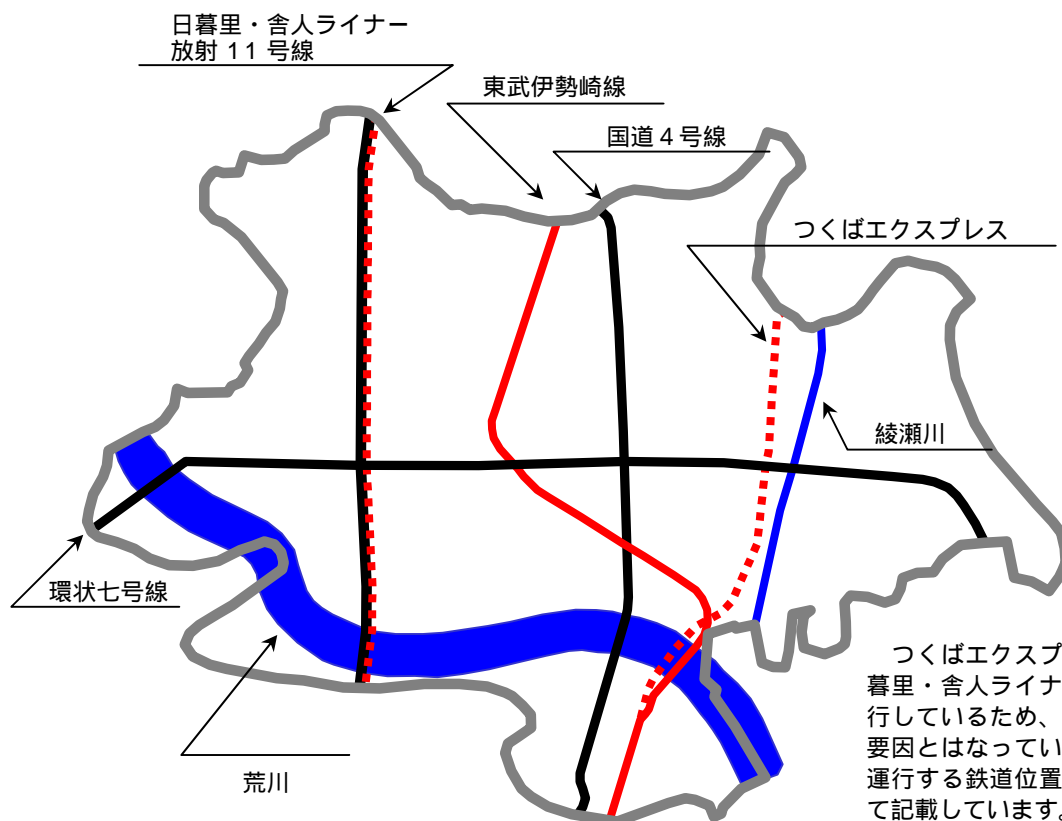 日暮里・舎人ライナー
放射 11 号線
東武伊勢崎線
国道４号線
つくばエクスプレス
綾瀬川
環状七号線
荒川
つくばエクスプ
暮里・舎人ライナ
行しているため、
要因とはなってい
運行する鉄道位置
て記載しています。